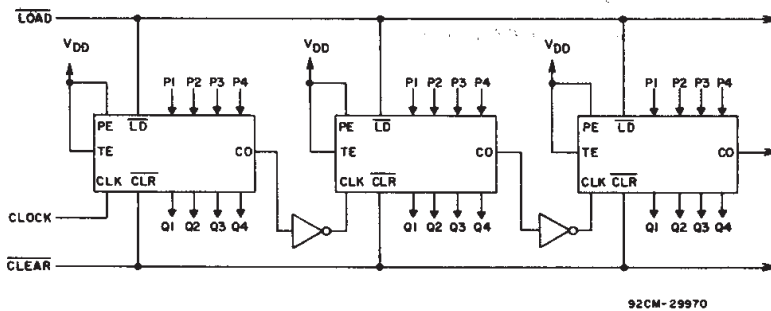 LOAD
VDD VDD VDD
P1 P2 P3 P4 P1 P2 P3 P4 P1 P2 P3 P4
PE LD PE LD PE LD
TE CO TE CO TE CO
CLK CLR CLK CLR CLK CLR
CLOCK Q1 Q2 Q3 Q4 Q1 Q2 Q3 Q4 Q1 Q2 Q3 Q4
CLEAR
92CM-29970